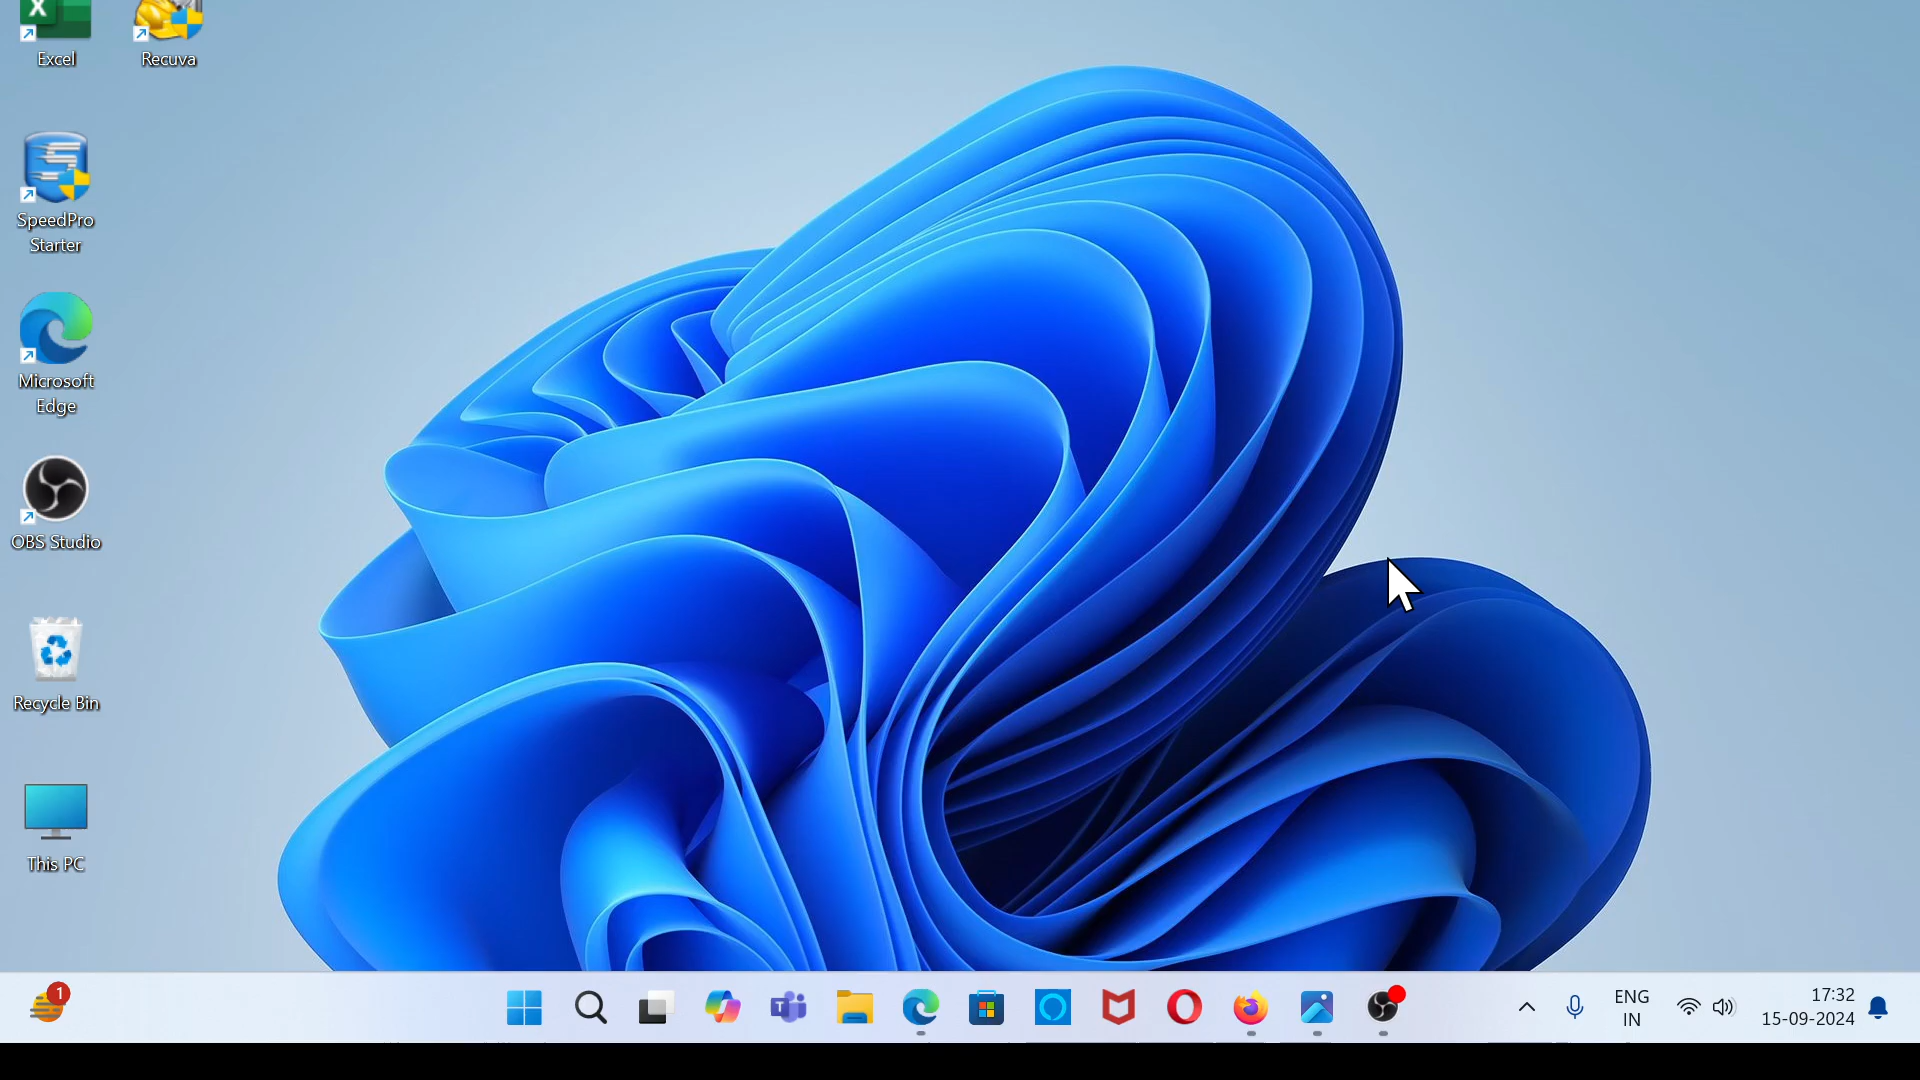 Excel
Recuva
SpeedPro
Starter
Microsoft
Edge
OBS Studio
Recycle Bin
This PC
1
ENG
IN
17:32
15-09-2024